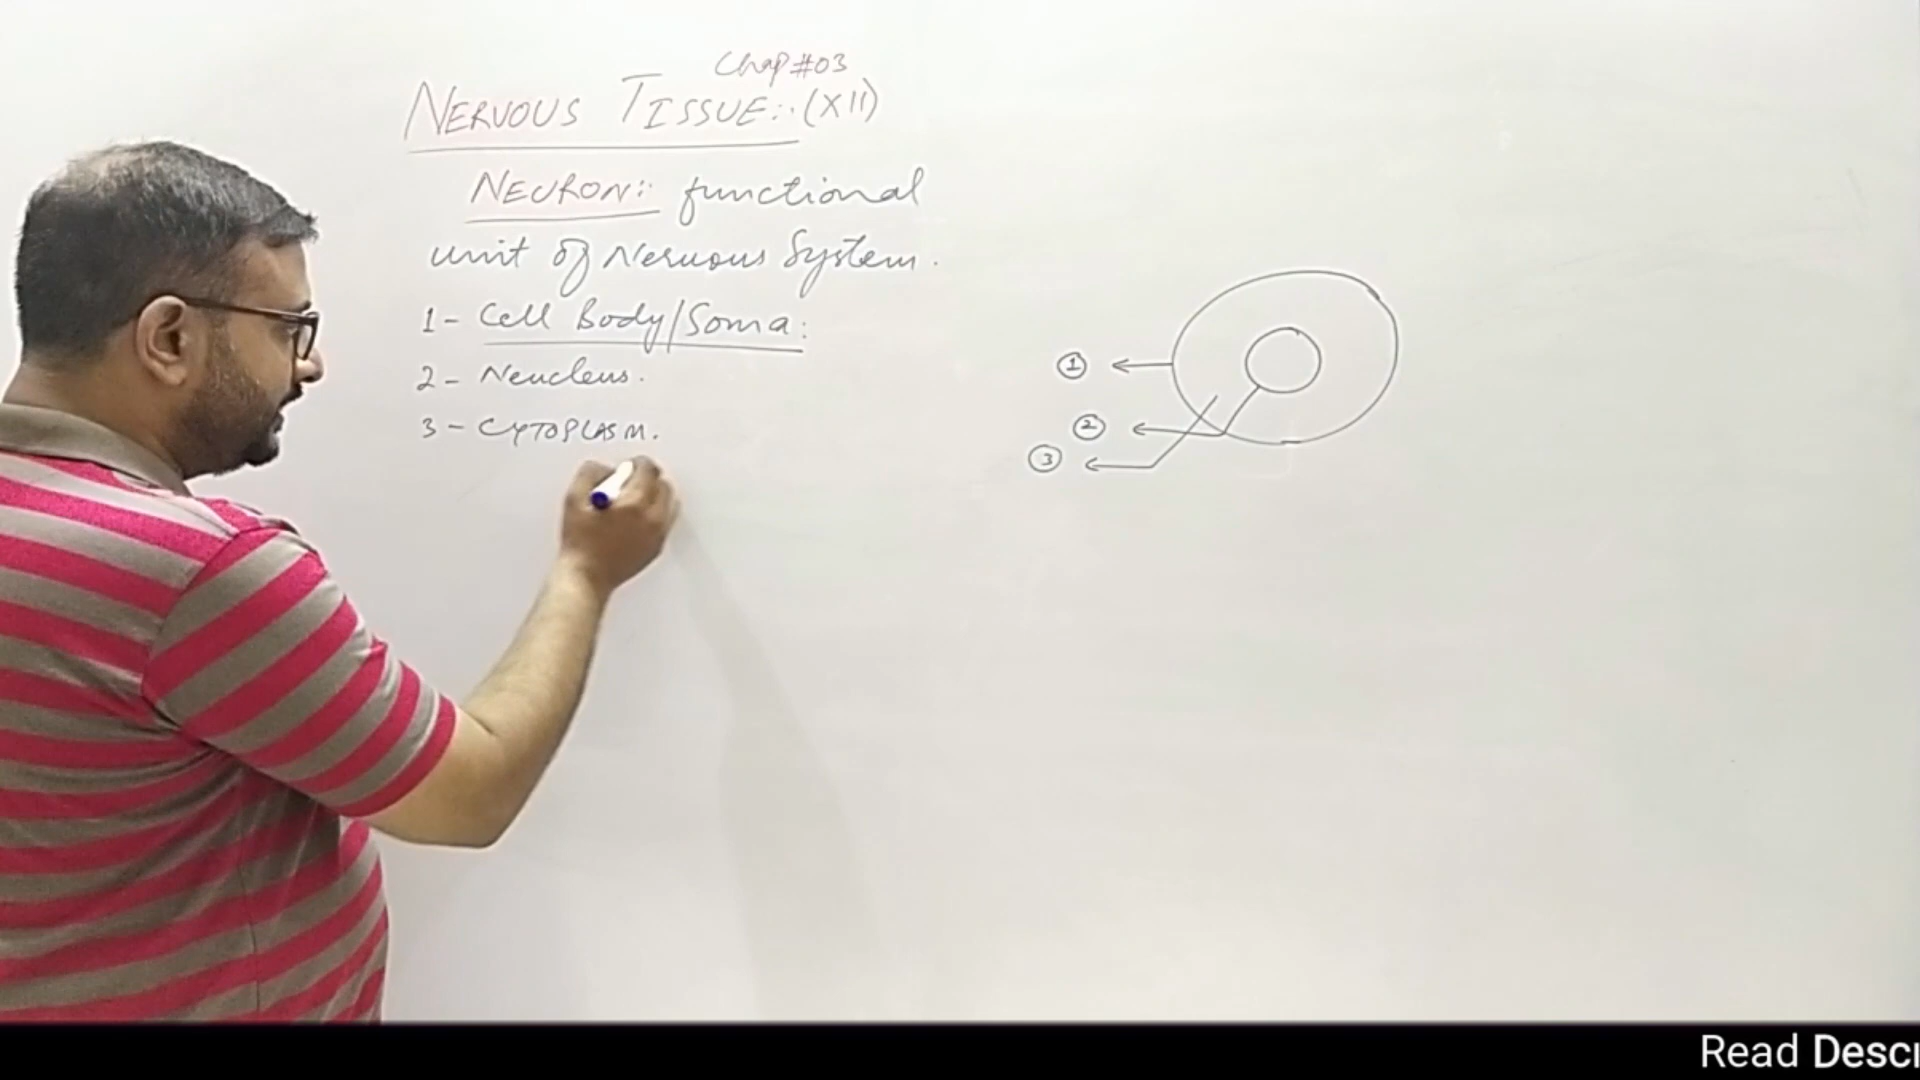 Chap #03
NERVOUS TISSUE:. (XII)
NEURON:: functional
unit of Nervous System.
1- Cell Body/Soma:
2- Neucleus.
3- CYTOPLASM.
1
2
3
Read Descr